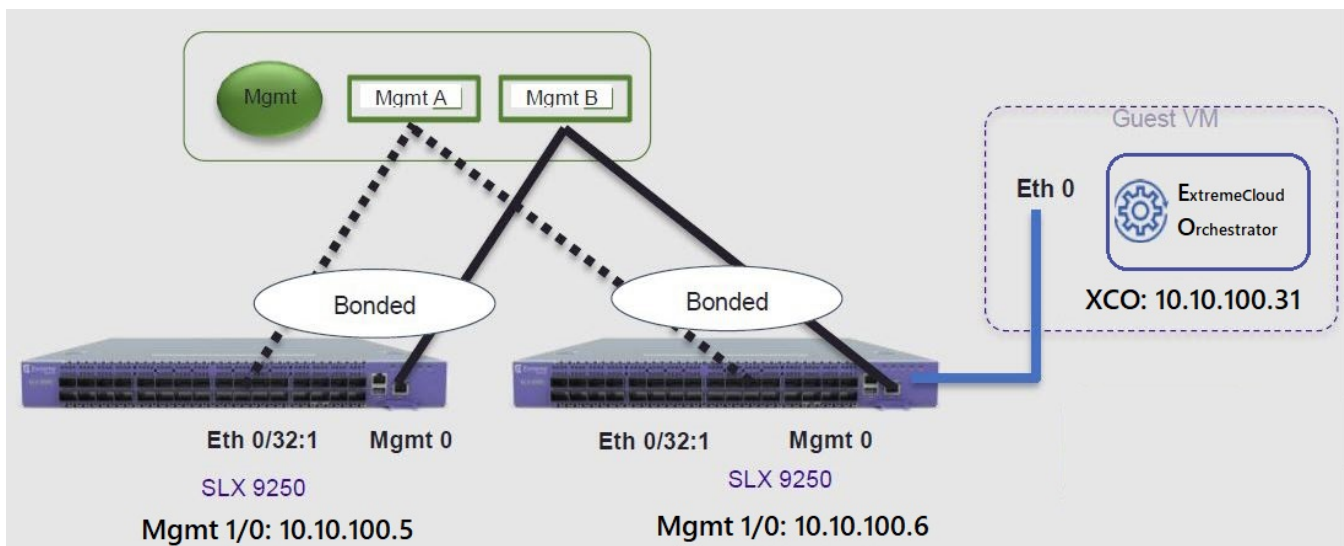 Mgmt
Mgmt A
Mgmt B
Guest VM
Eth 0
ExtremeCloud
Orchestrator
XCO: 10.10.100.31
Bonded
Bonded
Eth 0/32:1
Mgmt 0
Eth 0/32:1
Mgmt 0
SLX 9250
SLX 9250
Mgmt 1/0: 10.10.100.5
Mgmt 1/0: 10.10.100.6